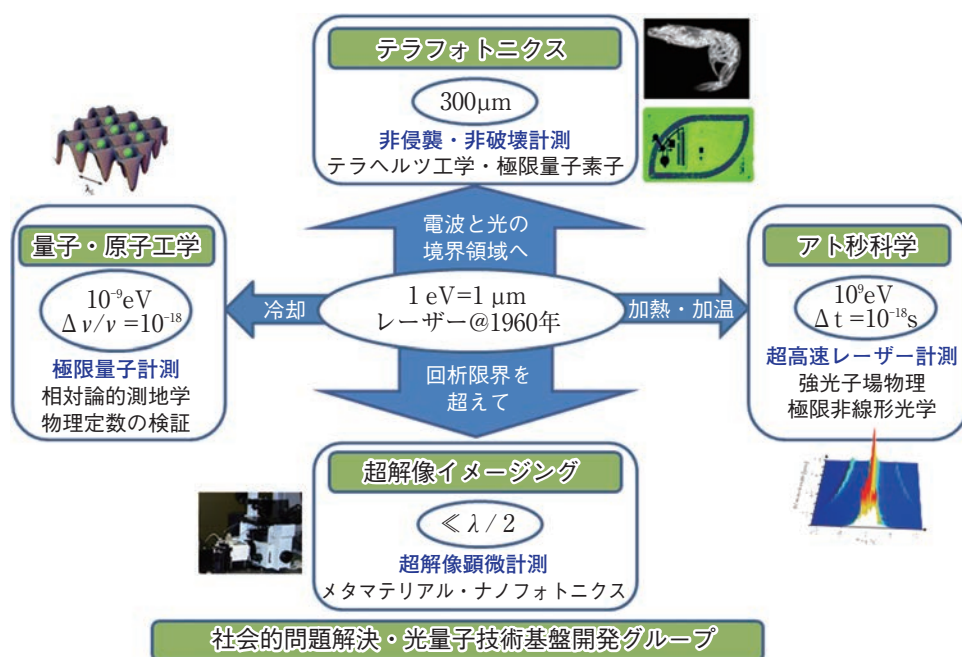 テラフォトニクス
300μm
非侵襲・非破壊計測
テラヘルツ工学・極限量子素子
電波と光の
境界領域へ
量子・原子工学
10⁻⁹eV
Δν/ν=10⁻¹⁸
極限量子計測
相対論的測地学
物理定数の検証
冷却
1 eV=1 μm
レーザー@1960年
加熱・加温
アト秒科学
10⁹eV
Δt=10⁻¹⁸s
超高速レーザー計測
強光子場物理
極限非線形光学
回析限界を
超えて
超解像イメージング
≪ λ/2
超解像顕微計測
メタマテリアル・ナノフォトニクス
社会的問題解決・光量子技術基盤開発グループ